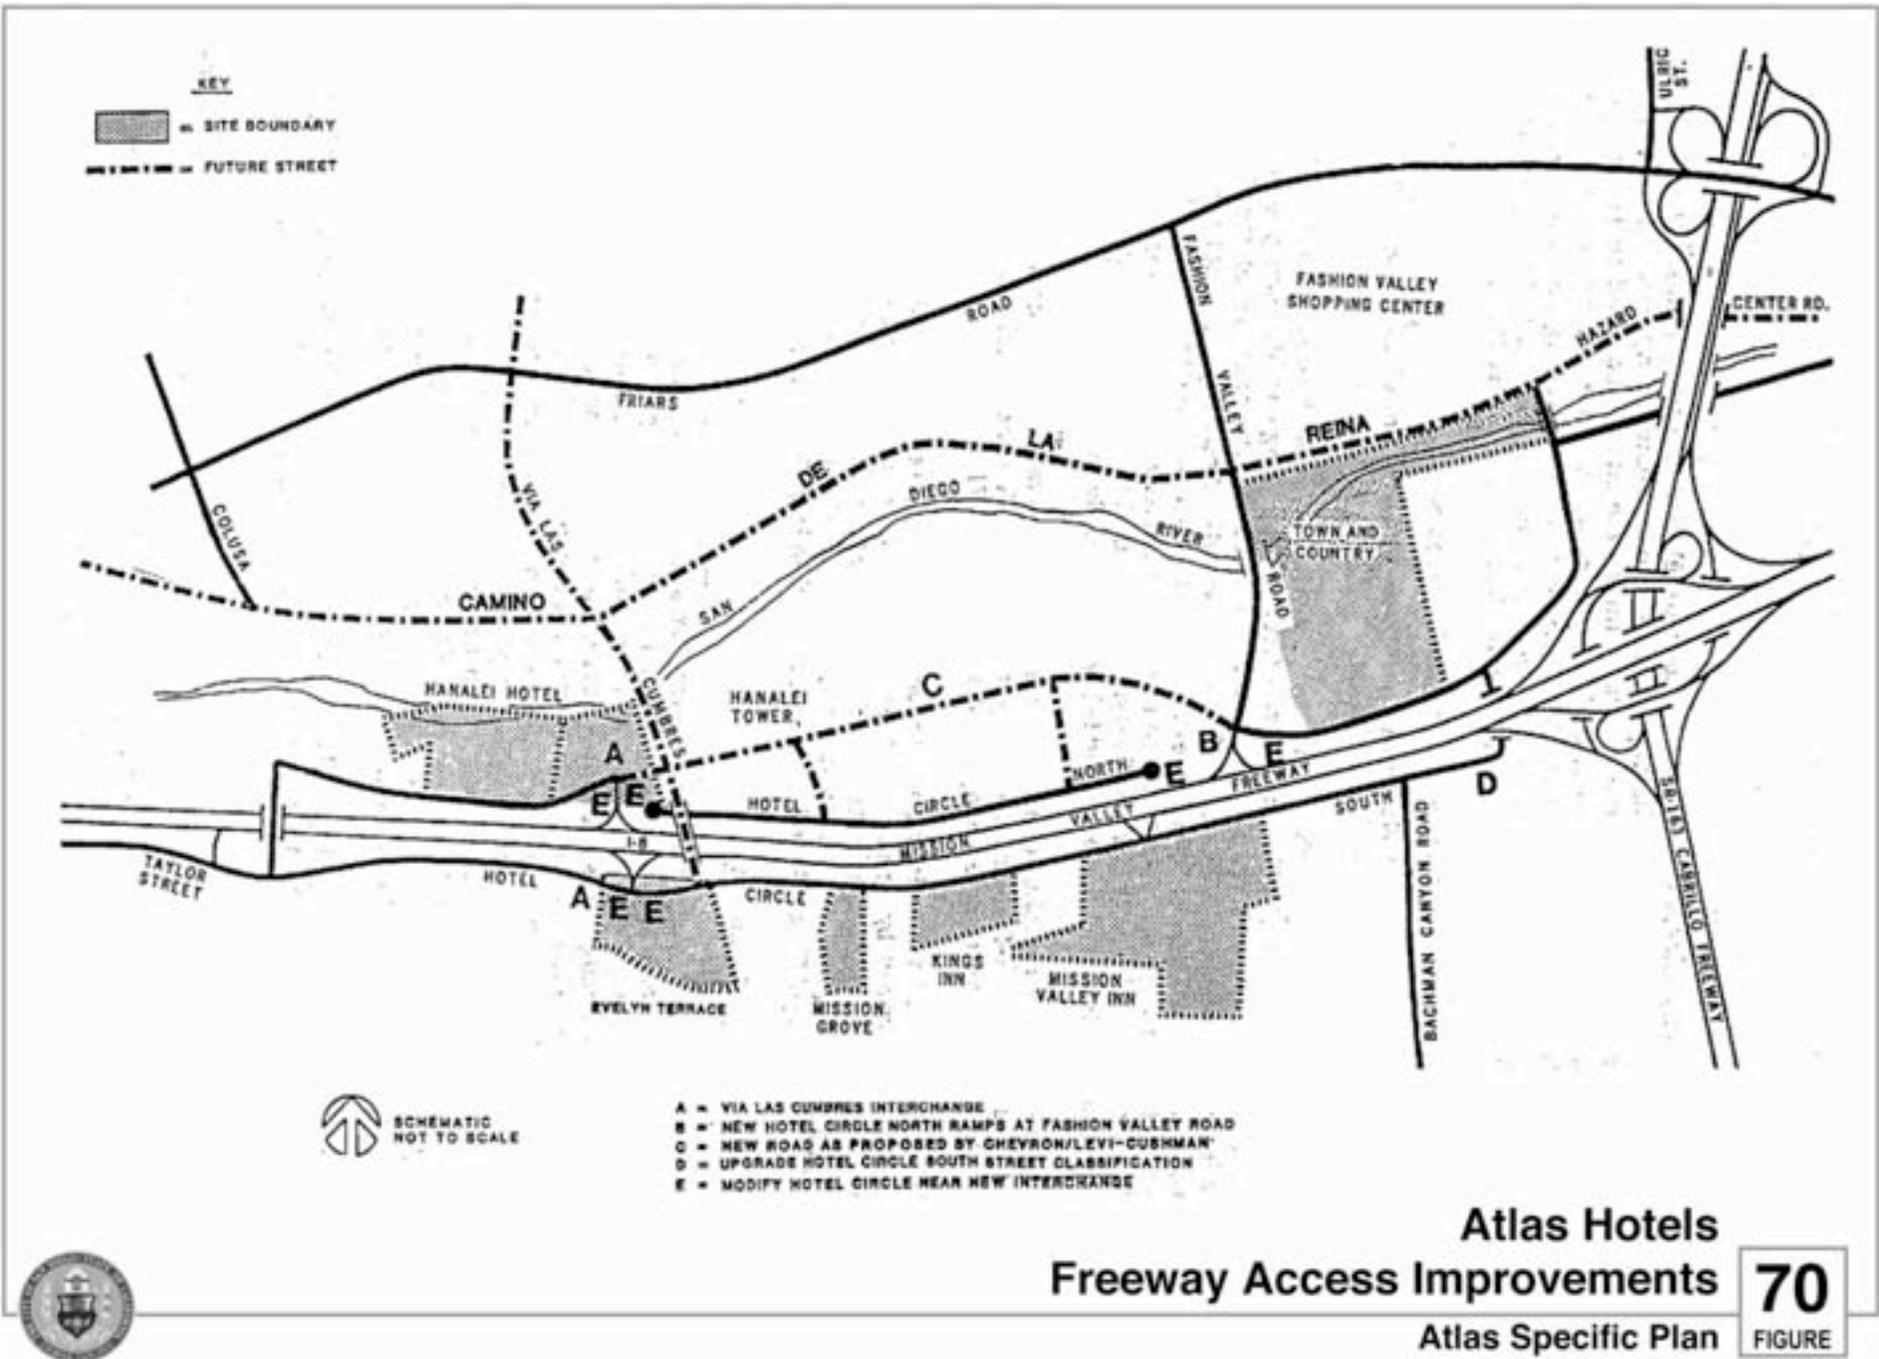 KEY
= SITE BOUNDARY
= FUTURE STREET
ULRIC
ST.
FASHION
VALLEY
ROAD
FASHION VALLEY
SHOPPING CENTER
HAZARD
CENTER RD.
FRIARS
ROAD
COLUSA
VIA LAS
CUMBRES
CAMINO
DE
LA
REINA
SAN
DIEGO
RIVER
TOWN AND
COUNTRY
HANALEI HOTEL
HANALEI
TOWER
C
A
E
E
B
E
E
D
HOTEL
CIRCLE
NORTH
MISSION
VALLEY
FREEWAY
I-8
TAYLOR
STREET
HOTEL
CIRCLE
SOUTH
A
E
E
EVELYN TERRACE
MISSION
GROVE
KINGS
INN
MISSION
VALLEY INN
BACHMAN CANYON ROAD
SR-163 CABRILLO FREEWAY
SCHEMATIC
NOT TO SCALE
A = VIA LAS CUMBRES INTERCHANGE
B = NEW HOTEL CIRCLE NORTH RAMPS AT FASHION VALLEY ROAD
C = NEW ROAD AS PROPOSED BY CHEVRON/LEVI-CUSHMAN
D = UPGRADE HOTEL CIRCLE SOUTH STREET CLASSIFICATION
E = MODIFY HOTEL CIRCLE NEAR NEW INTERCHANGE
Atlas Hotels
Freeway Access Improvements
Atlas Specific Plan
70
FIGURE